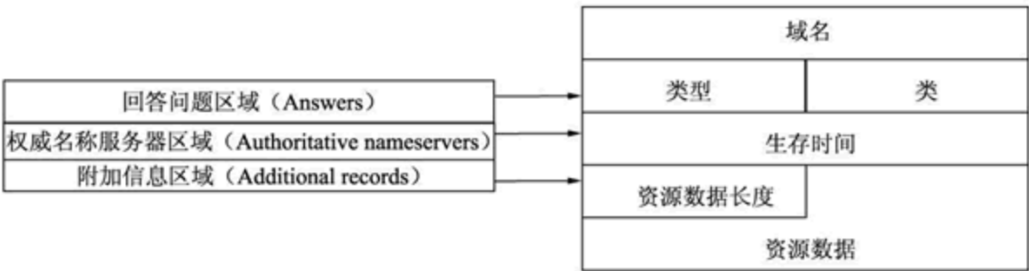 回答问题区域（Answers）
权威名称服务器区域（Authoritative nameservers）
附加信息区域（Additional records）
域名
类型
类
生存时间
资源数据长度
资源数据